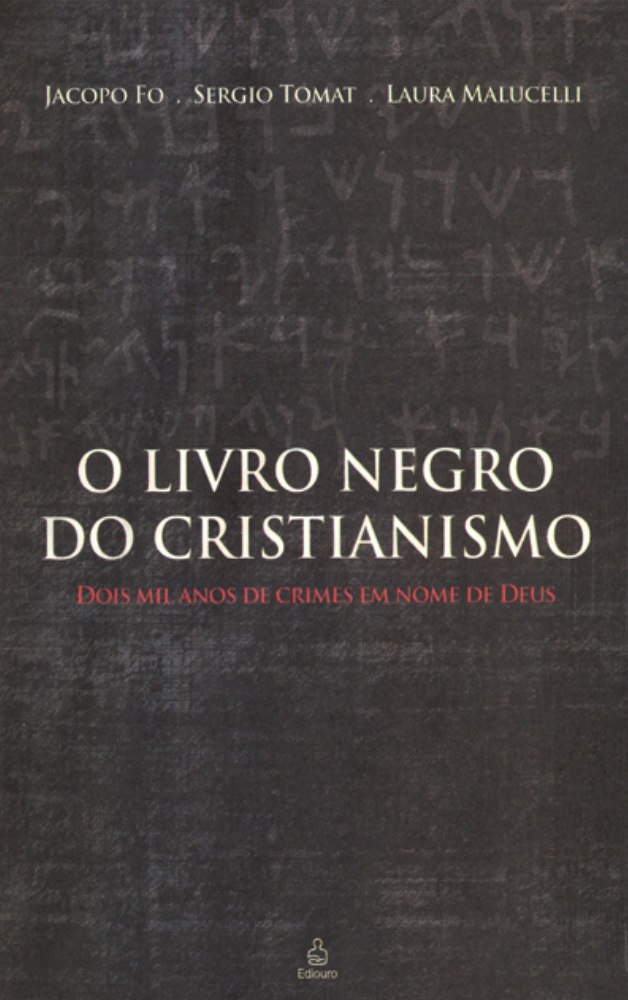 JACOPO FO . SERGIO TOMAT . LAURA MALUCELLI
O LIVRO NEGRO
DO CRISTIANISMO
DOIS MIL ANOS DE CRIMES EM NOME DE DEUS
Ediouro